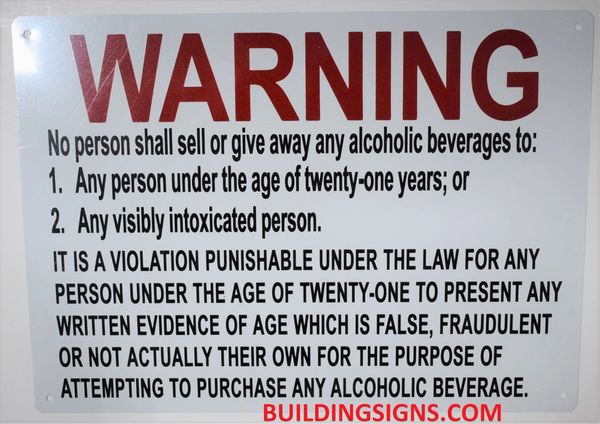 WARNING
No person shall sell or give away any alcoholic beverages to:
1. Any person under the age of twenty-one years; or
2. Any visibly intoxicated person.
IT IS A VIOLATION PUNISHABLE UNDER THE LAW FOR ANY
PERSON UNDER THE AGE OF TWENTY-ONE TO PRESENT ANY
WRITTEN EVIDENCE OF AGE WHICH IS FALSE, FRAUDULENT
OR NOT ACTUALLY THEIR OWN FOR THE PURPOSE OF
ATTEMPTING TO PURCHASE ANY ALCOHOLIC BEVERAGE.
BUILDINGSIGNS.COM